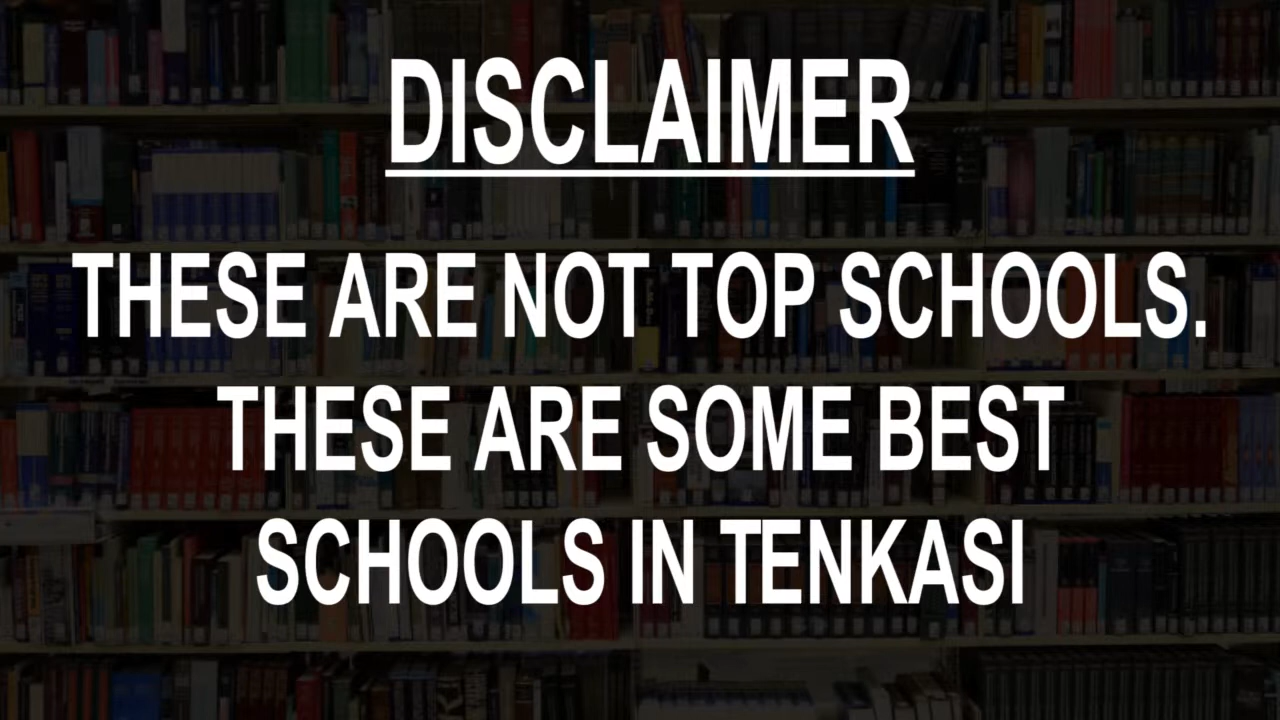 DISCLAIMER
THESE ARE NOT TOP SCHOOLS.
THESE ARE SOME BEST
SCHOOLS IN TENKASI